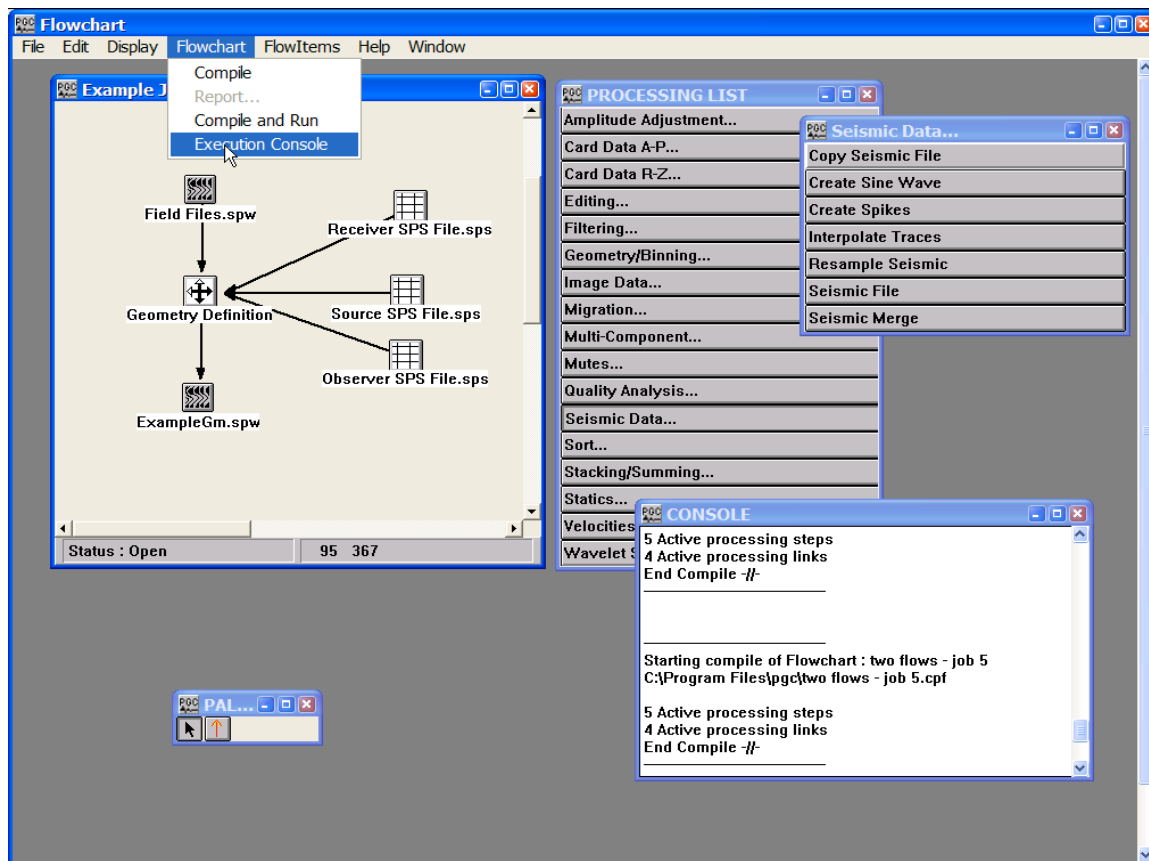 PGC Flowchart
File Edit Display Flowchart FlowItems Help Window
Compile
Report...
Compile and Run
Execution Console
PGC Example J
Field Files.spw
Receiver SPS File.sps
Geometry Definition
Source SPS File.sps
Observer SPS File.sps
ExampleGm.spw
Status : Open 95 367
PGC PROCESSING LIST
Amplitude Adjustment...
Card Data A-P...
Card Data R-Z...
Editing...
Filtering...
Geometry/Binning...
Image Data...
Migration...
Multi-Component...
Mutes...
Quality Analysis...
Seismic Data...
Sort...
Stacking/Summing...
Statics...
Velocities
Wavelet S
PGC Seismic Data...
Copy Seismic File
Create Sine Wave
Create Spikes
Interpolate Traces
Resample Seismic
Seismic File
Seismic Merge
PGC CONSOLE
5 Active processing steps
4 Active processing links
End Compile -//-
Starting compile of Flowchart : two flows - job 5
C:\Program Files\pgc\two flows - job 5.cpf
5 Active processing steps
4 Active processing links
End Compile -//-
PGC PAL...